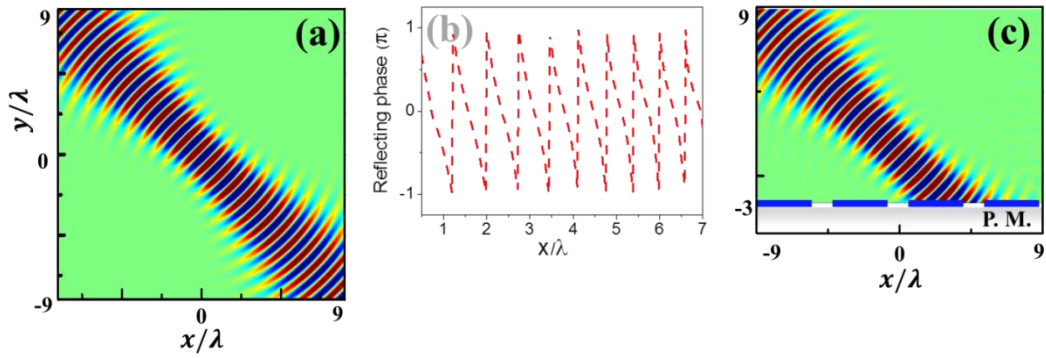 (a)
9
y/λ
0
-9
0
9
x/λ
(b)
Reflecting phase (π)
1
0
-1
1
2
3
4
5
6
7
X/λ
(c)
9
-3
P. M.
-9
0
9
x/λ